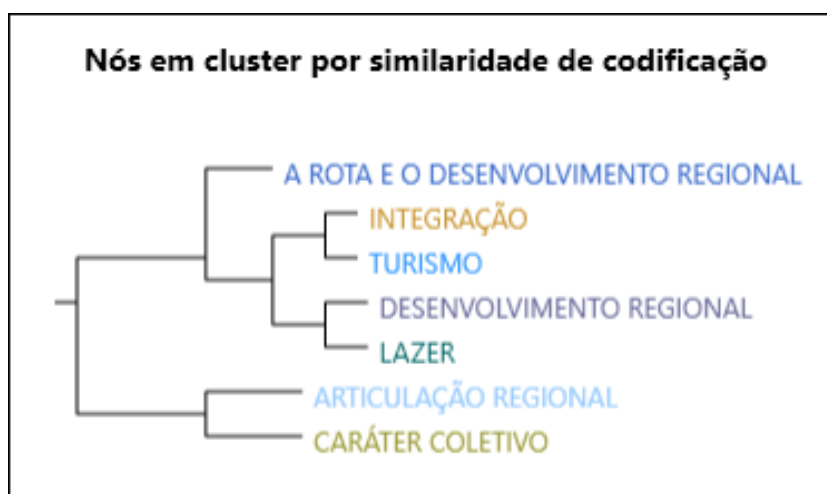 Nós em cluster por similaridade de codificação
A ROTA E O DESENVOLVIMENTO REGIONAL
INTEGRAÇÃO
TURISMO
DESENVOLVIMENTO REGIONAL
LAZER
ARTICULAÇÃO REGIONAL
CARÁTER COLETIVO